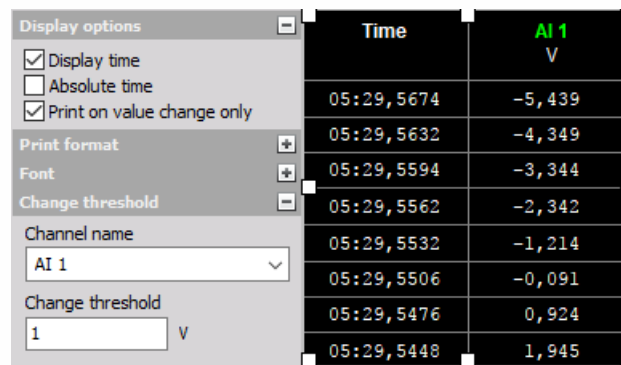 Display options
Display time
Absolute time
Print on value change only
Print format
Font
Change threshold
Channel name
AI 1
Change threshold
1 V
Time AI 1
V
05:29,5674 -5,439
05:29,5632 -4,349
05:29,5594 -3,344
05:29,5562 -2,342
05:29,5532 -1,214
05:29,5506 -0,091
05:29,5476 0,924
05:29,5448 1,945